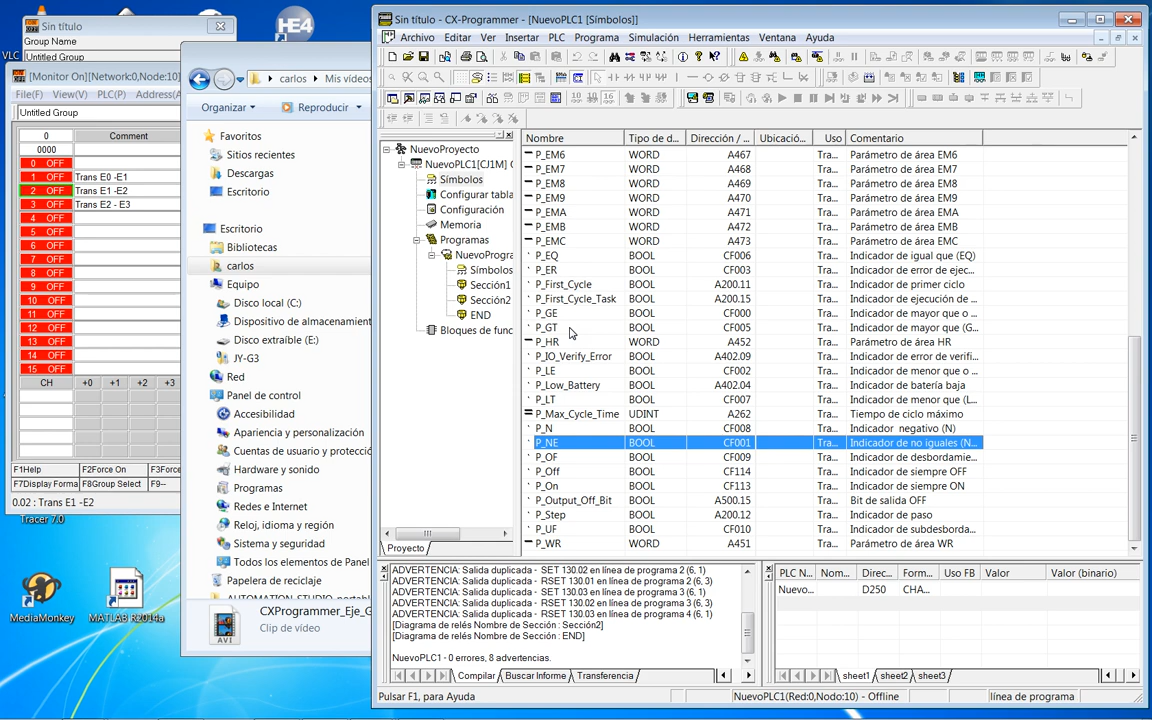 VLC
HE4
Sin título
Group Name
Untitled Group
[Monitor On][Network:0,Node:10]
File(F) View(V) PLC(P) Address(A
Untitled Group
0 Comment
0000
0 OFF
1 OFF Trans E0 -E1
2 OFF Trans E1 -E2
3 OFF Trans E2 - E3
4 OFF
5 OFF
6 OFF
7 OFF
8 OFF
9 OFF
10 OFF
11 OFF
12 OFF
13 OFF
14 OFF
15 OFF
CH +0 +1 +2 +3
F1Help F2Force On F3Force
F7Display Forma F8Group Select F9--
0.02 : Trans E1 -E2
Tracer 7.0
MediaMonkey
MATLAB R2014a
carlos Mis vídeos
Organizar Reproducir
Favoritos
Sitios recientes
Descargas
Escritorio
Escritorio
Bibliotecas
carlos
Equipo
Disco local (C:)
Dispositivo de almacenamient
Disco extraíble (E:)
JY-G3
Red
Panel de control
Accesibilidad
Apariencia y personalización
Cuentas de usuario y protecció
Hardware y sonido
Programas
Redes e Internet
Reloj, idioma y región
Sistema y seguridad
Todos los elementos de Panel
Papelera de reciclaje
AUTOMATION_STUDIO_portabl
CXProgrammer_Eje_G
Clip de vídeo
AVI
Sin título - CX-Programmer - [NuevoPLC1 [Símbolos]]
Archivo Editar Ver Insertar PLC Programa Simulación Herramientas Ventana Ayuda
NuevoProyecto
NuevoPLC1[CJ1M] C
Símbolos
Configurar tabla
Configuración
Memoria
Programas
NuevoProgra
Símbolos
Sección1
Sección2
END
Bloques de func
Proyecto
Nombre Tipo de d... Dirección / ... Ubicació... Uso Comentario
P_EM6 WORD A467 Tra... Parámetro de área EM6
P_EM7 WORD A468 Tra... Parámetro de área EM7
P_EM8 WORD A469 Tra... Parámetro de área EM8
P_EM9 WORD A470 Tra... Parámetro de área EM9
P_EMA WORD A471 Tra... Parámetro de área EMA
P_EMB WORD A472 Tra... Parámetro de área EMB
P_EMC WORD A473 Tra... Parámetro de área EMC
P_EQ BOOL CF006 Tra... Indicador de igual que (EQ)
P_ER BOOL CF003 Tra... Indicador de error de ejec...
P_First_Cycle BOOL A200.11 Tra... Indicador de primer ciclo
P_First_Cycle_Task BOOL A200.15 Tra... Indicador de ejecución de ...
P_GE BOOL CF000 Tra... Indicador de mayor que o ...
P_GT BOOL CF005 Tra... Indicador de mayor que (G...
P_HR WORD A452 Tra... Parámetro de área HR
P_IO_Verify_Error BOOL A402.09 Tra... Indicador de error de verifi...
P_LE BOOL CF002 Tra... Indicador de menor que o ...
P_Low_Battery BOOL A402.04 Tra... Indicador de batería baja
P_LT BOOL CF007 Tra... Indicador de menor que (L...
P_Max_Cycle_Time UDINT A262 Tra... Tiempo de ciclo máximo
P_N BOOL CF008 Tra... Indicador negativo (N)
P_NE BOOL CF001 Tra... Indicador de no iguales (N...
P_OF BOOL CF009 Tra... Indicador de desbordamie...
P_Off BOOL CF114 Tra... Indicador de siempre OFF
P_On BOOL CF113 Tra... Indicador de siempre ON
P_Output_Off_Bit BOOL A500.15 Tra... Bit de salida OFF
P_Step BOOL A200.12 Tra... Indicador de paso
P_UF BOOL CF010 Tra... Indicador de subdesborda...
P_WR WORD A451 Tra... Parámetro de área WR
ADVERTENCIA: Salida duplicada - SET 130.02 en línea de programa 2 (6, 1)
ADVERTENCIA: Salida duplicada - RSET 130.01 en línea de programa 2 (6, 3)
ADVERTENCIA: Salida duplicada - SET 130.03 en línea de programa 3 (6, 1)
ADVERTENCIA: Salida duplicada - RSET 130.02 en línea de programa 3 (6, 3)
ADVERTENCIA: Salida duplicada - RSET 130.03 en línea de programa 4 (6, 1)
[Diagrama de relés Nombre de Sección : Sección2]
[Diagrama de relés Nombre de Sección : END]
NuevoPLC1 - 0 errores, 8 advertencias.
Compilar Buscar Informe Transferencia
PLC N... Nom... Direc... Form... Uso FB Valor Valor (binario)
Nuevo... D250 CHA...
sheet1 sheet2 sheet3
Pulsar F1, para Ayuda
NuevoPLC1(Red:0,Nodo:10) - Offline
línea de programa